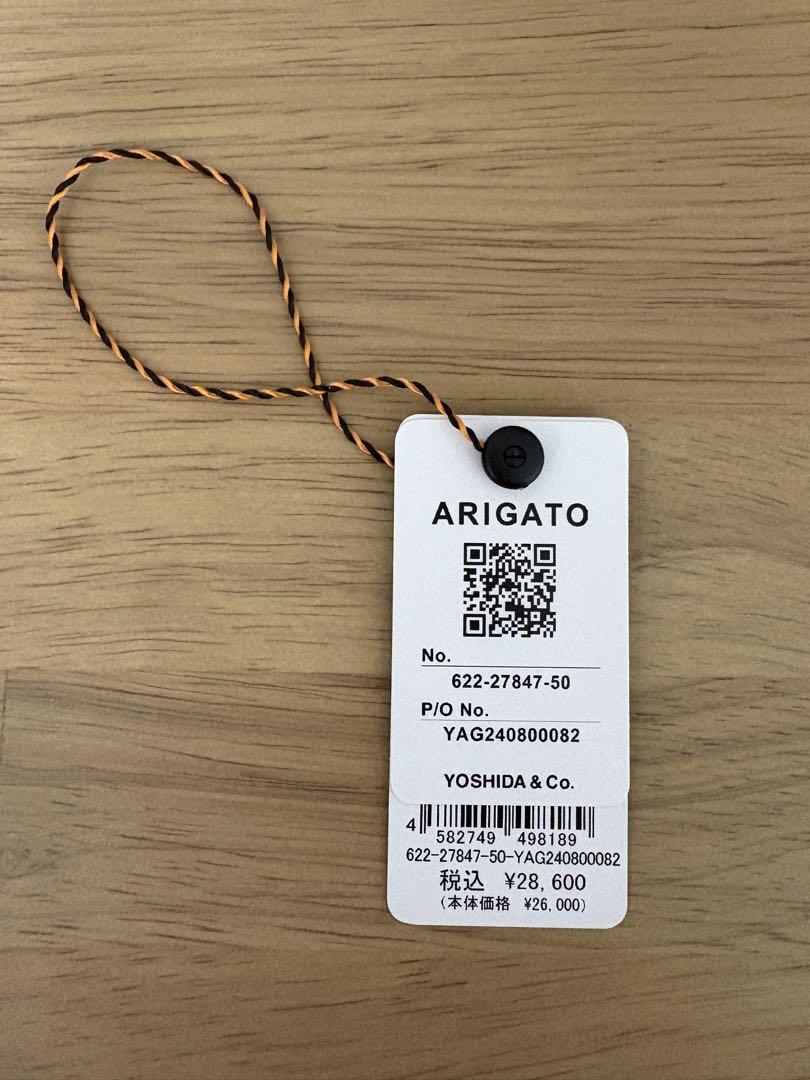 ARIGATO
No.
622-27847-50
P/O No.
YAG240800082
YOSHIDA & Co.
4 582749 498189
622-27847-50-YAG240800082
税込 ¥28,600
(本体価格 ¥26,000)